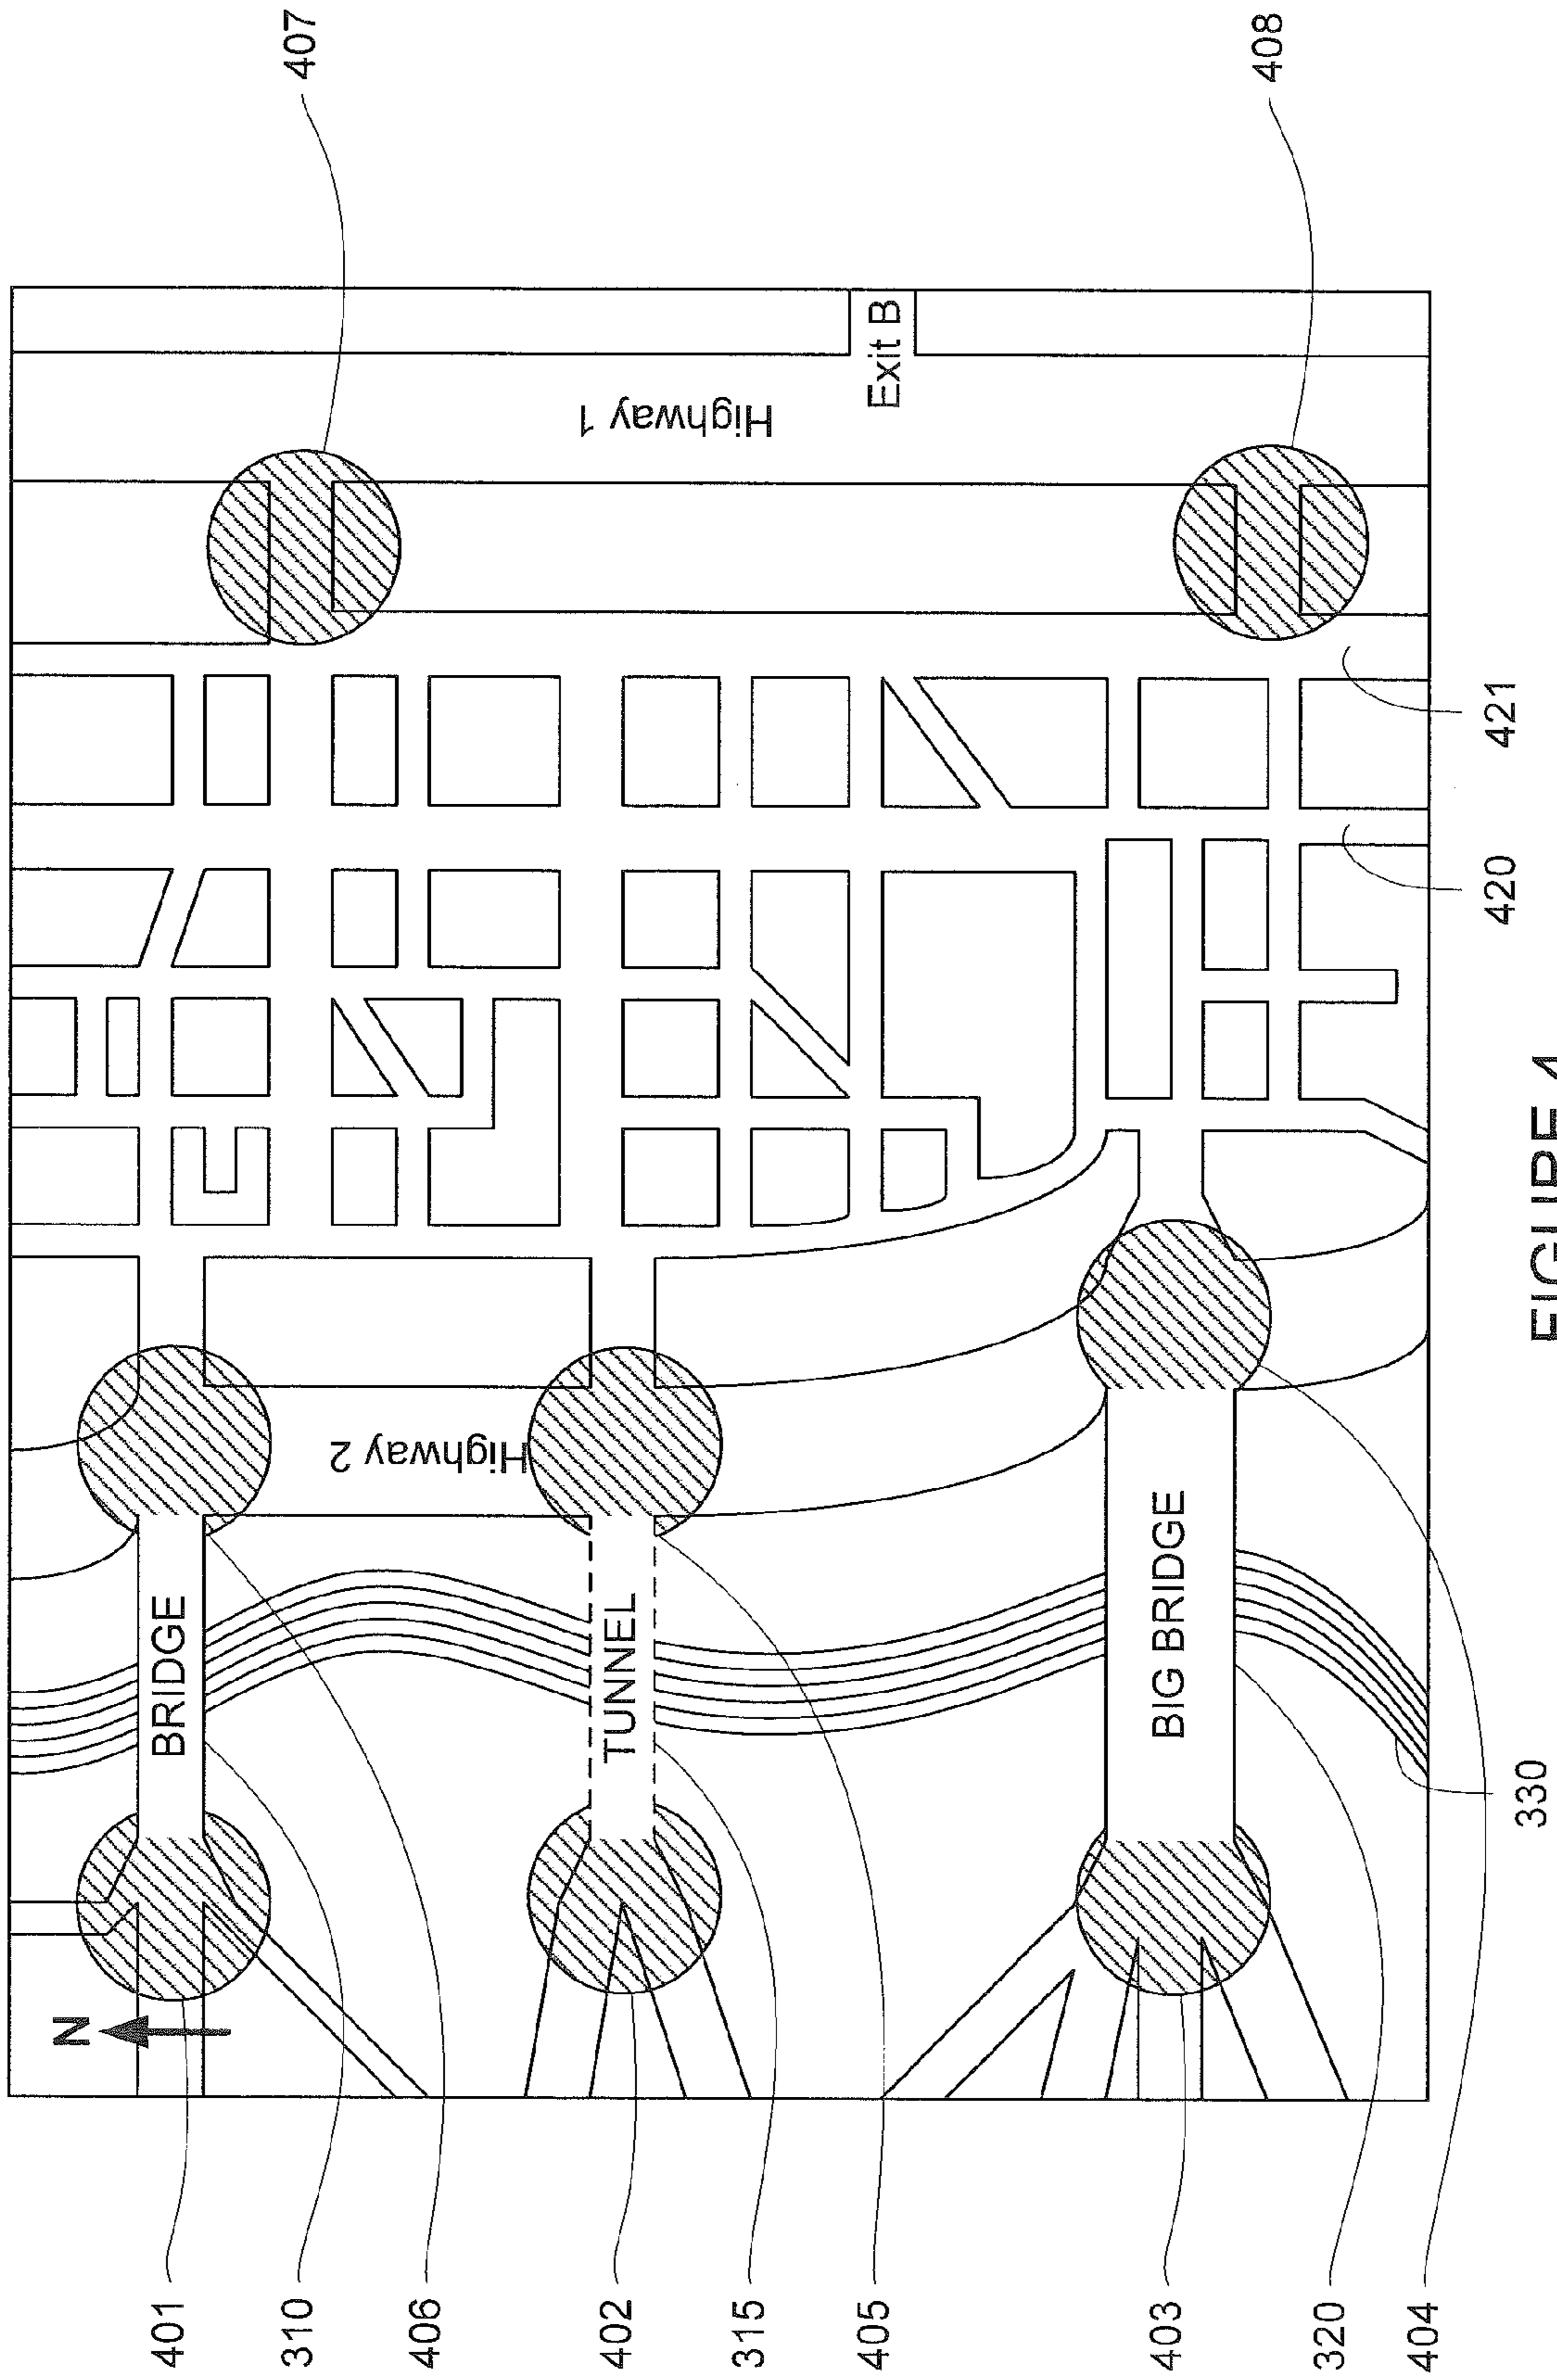 N
401
BRIDGE
310
407
406
Highway 2
402
TUNNEL
Highway 1
315
405
Exit B
403
BIG BRIDGE
408
320
404
330
420
421
FIGURE 4